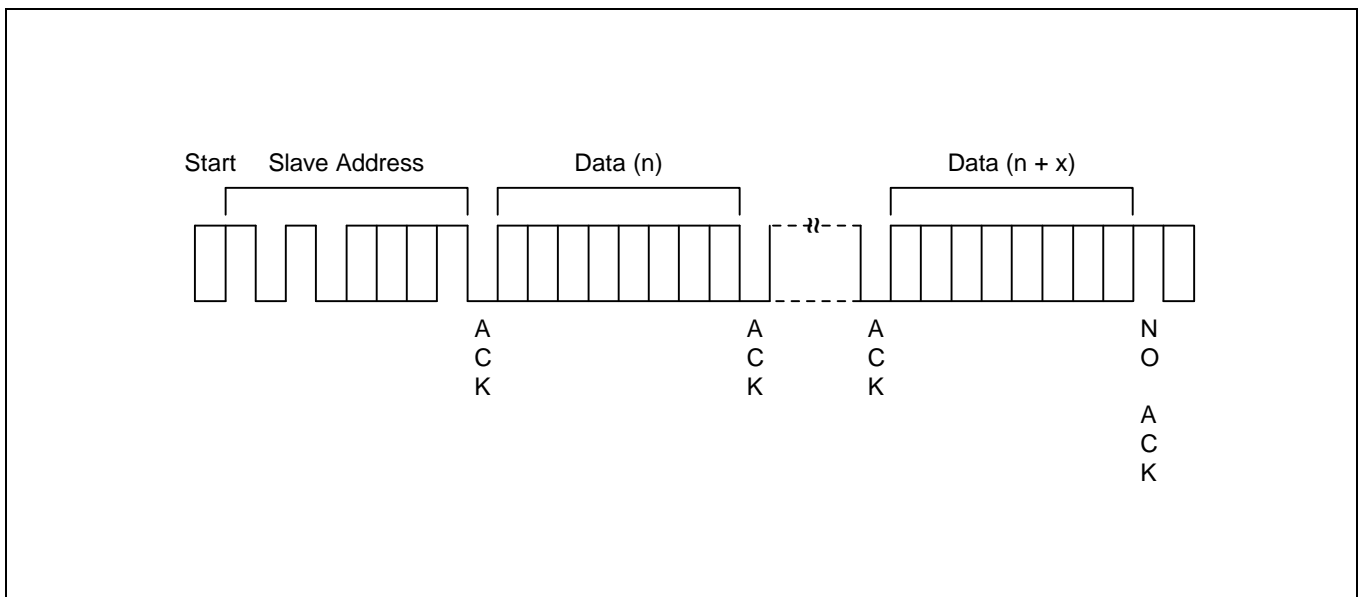 Start Slave Address Data (n) Data (n + x)
A A A N
C C C O
K K K
A
C
K